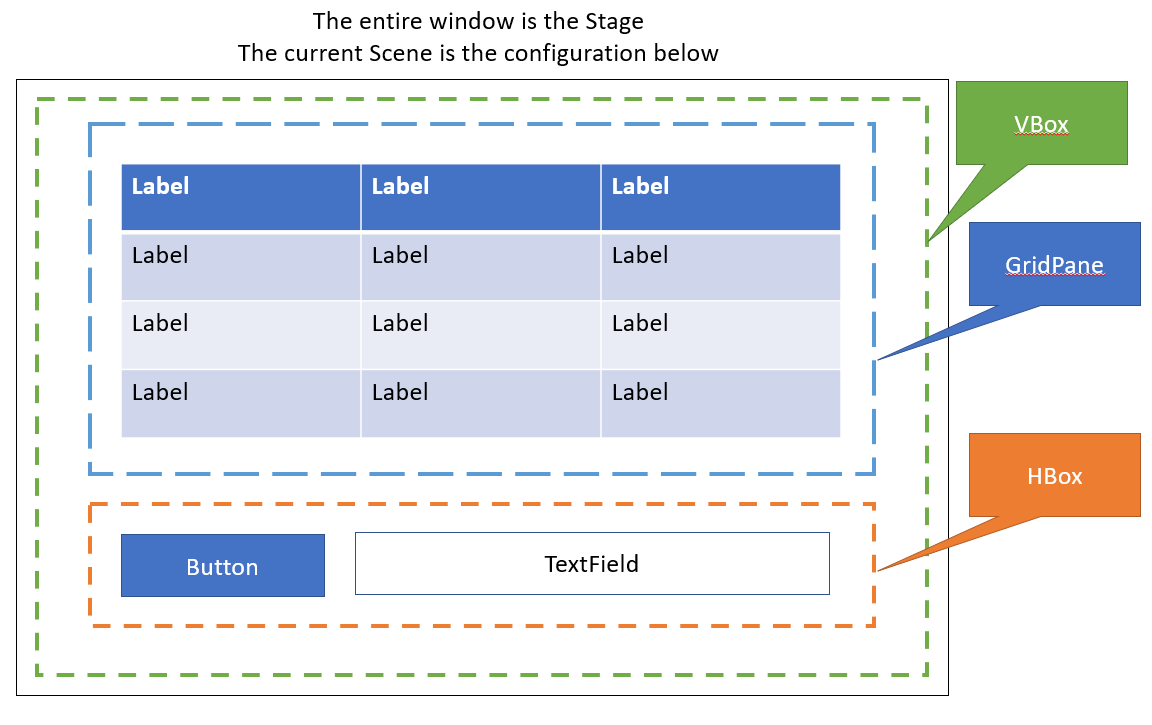 The entire window is the Stage
The current Scene is the configuration below
VBox
Label Label Label
Label Label Label
GridPane
Label Label Label
Label Label Label
HBox
Button TextField